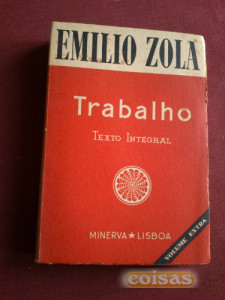 EMILIO ZOLA
Trabalho
TEXTO INTEGRAL
MINERVA★LISBOA
VOLUME EXTRA
coisas